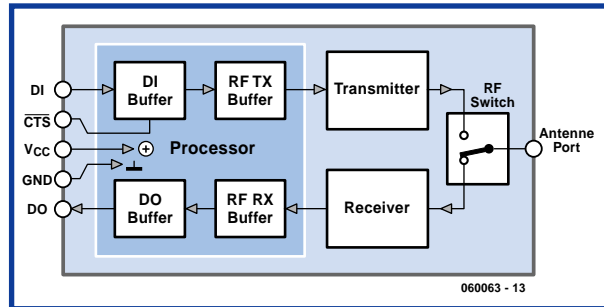 DI
CTS
VCC
GND
DO
DI
Buffer
RF TX
Buffer
Processor
DO
Buffer
RF RX
Buffer
Transmitter
Receiver
RF
Switch
Antenne
Port
060063 - 13